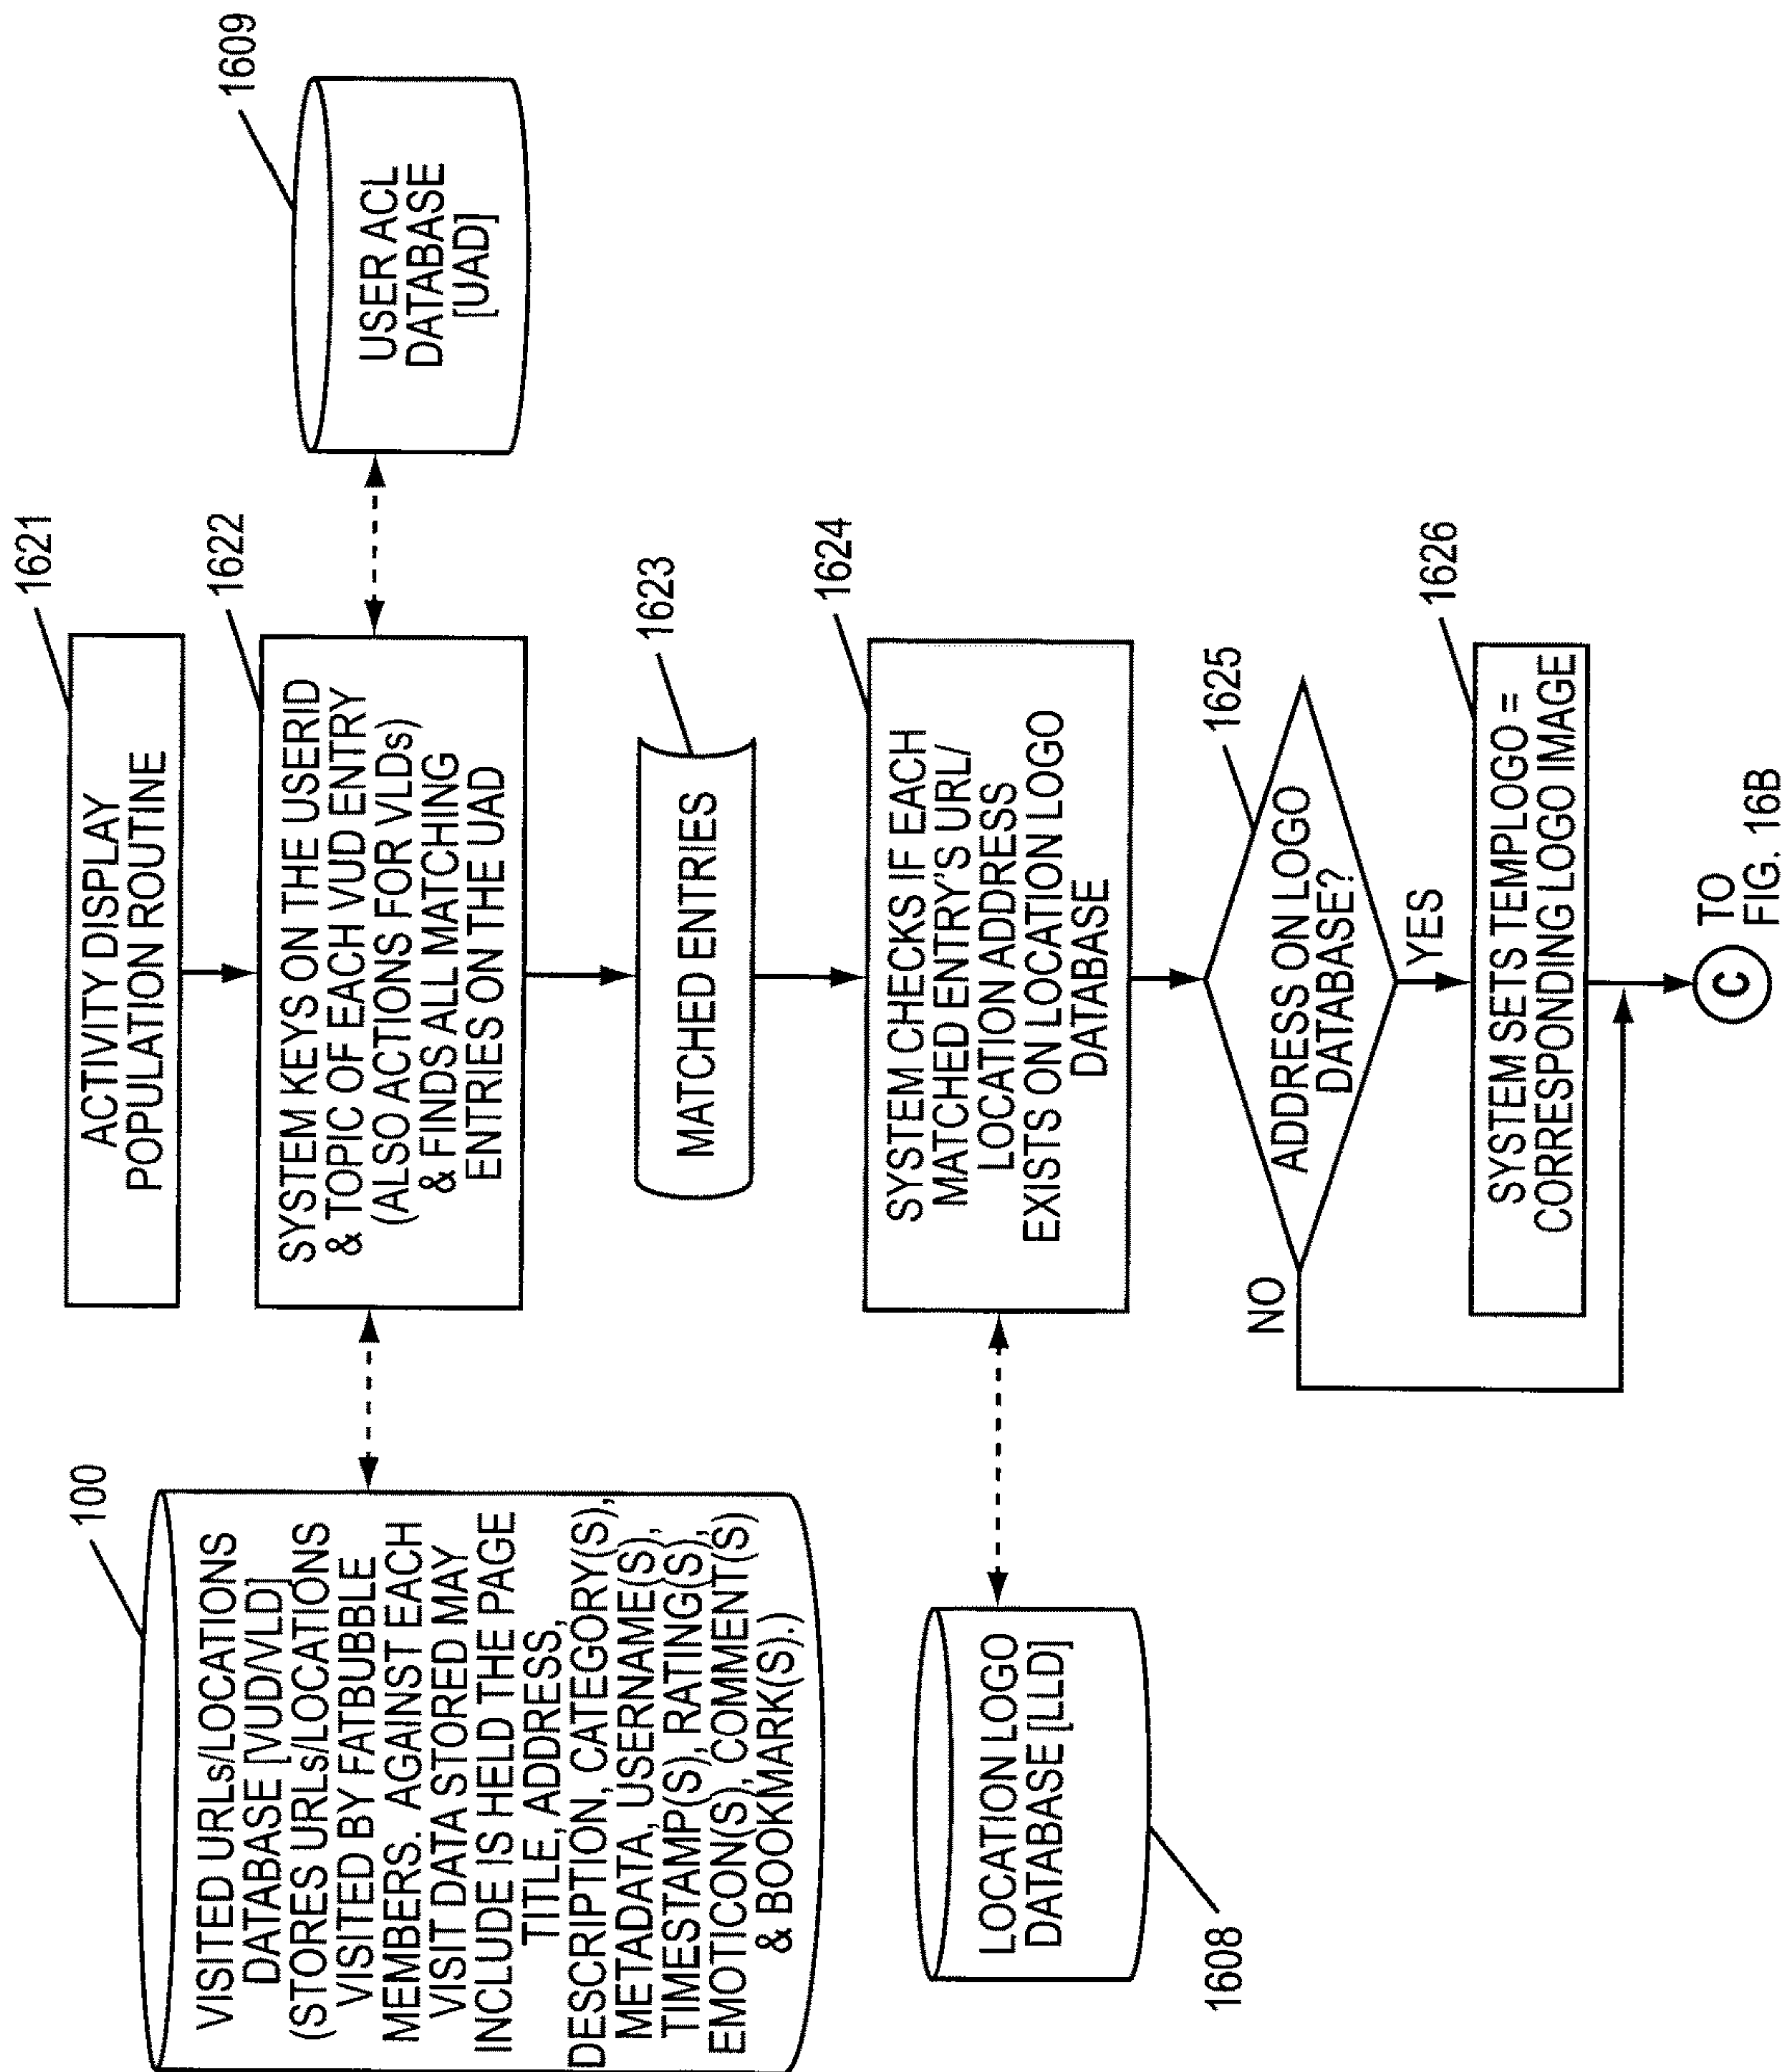 1621
ACTIVITY DISPLAY
POPULATION ROUTINE
1622
SYSTEM KEYS ON THE USERID
& TOPIC OF EACH VUD ENTRY
(ALSO ACTIONS FOR VLDs)
& FINDS ALL MATCHING
ENTRIES ON THE UAD
1609
USER ACL
DATABASE
[UAD]
100
VISITED URLs/LOCATIONS
DATABASE [VUD/VLD]
(STORES URLs/LOCATIONS
VISITED BY FATBUBBLE
MEMBERS. AGAINST EACH
VISIT DATA STORED MAY
INCLUDE IS HELD THE PAGE
TITLE, ADDRESS,
DESCRIPTION, CATEGORY(S),
METADATA, USERNAME(S),
TIMESTAMP(S), RATING(S),
EMOTICON(S), COMMENT(S)
& BOOKMARK(S).)
1623
MATCHED ENTRIES
1624
SYSTEM CHECKS IF EACH
MATCHED ENTRY'S URL/
LOCATION ADDRESS
EXISTS ON LOCATION LOGO
DATABASE
LOCATION LOGO
DATABASE [LLD]
1608
1625
ADDRESS ON LOGO
DATABASE?
NO
YES
1626
SYSTEM SETS TEMPLOGO =
CORRESPONDING LOGO IMAGE
C
TO
FIG. 16B